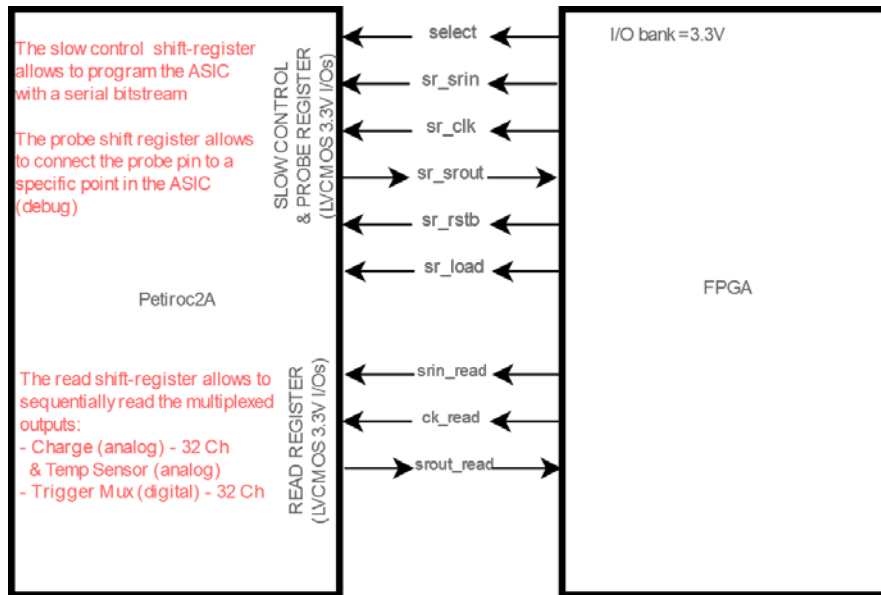 The slow control shift-register
allows to program the ASIC
with a serial bitstream
The probe shift register allows
to connect the probe pin to a
specific point in the ASIC
(debug)
Petiroc2A
The read shift-register allows to
sequentially read the multiplexed
outputs:
- Charge (analog) - 32 Ch
& Temp Sensor (analog)
- Trigger Mux (digital) - 32 Ch
SLOW CONTROL
& PROBE REGISTER
(LVCMOS 3.3V I/Os)
READ REGISTER
(LVCMOS 3.3V I/Os)
select
sr_srin
sr_clk
sr_srout
sr_rstb
sr_load
srin_read
ck_read
srout_read
I/O bank=3.3V
FPGA